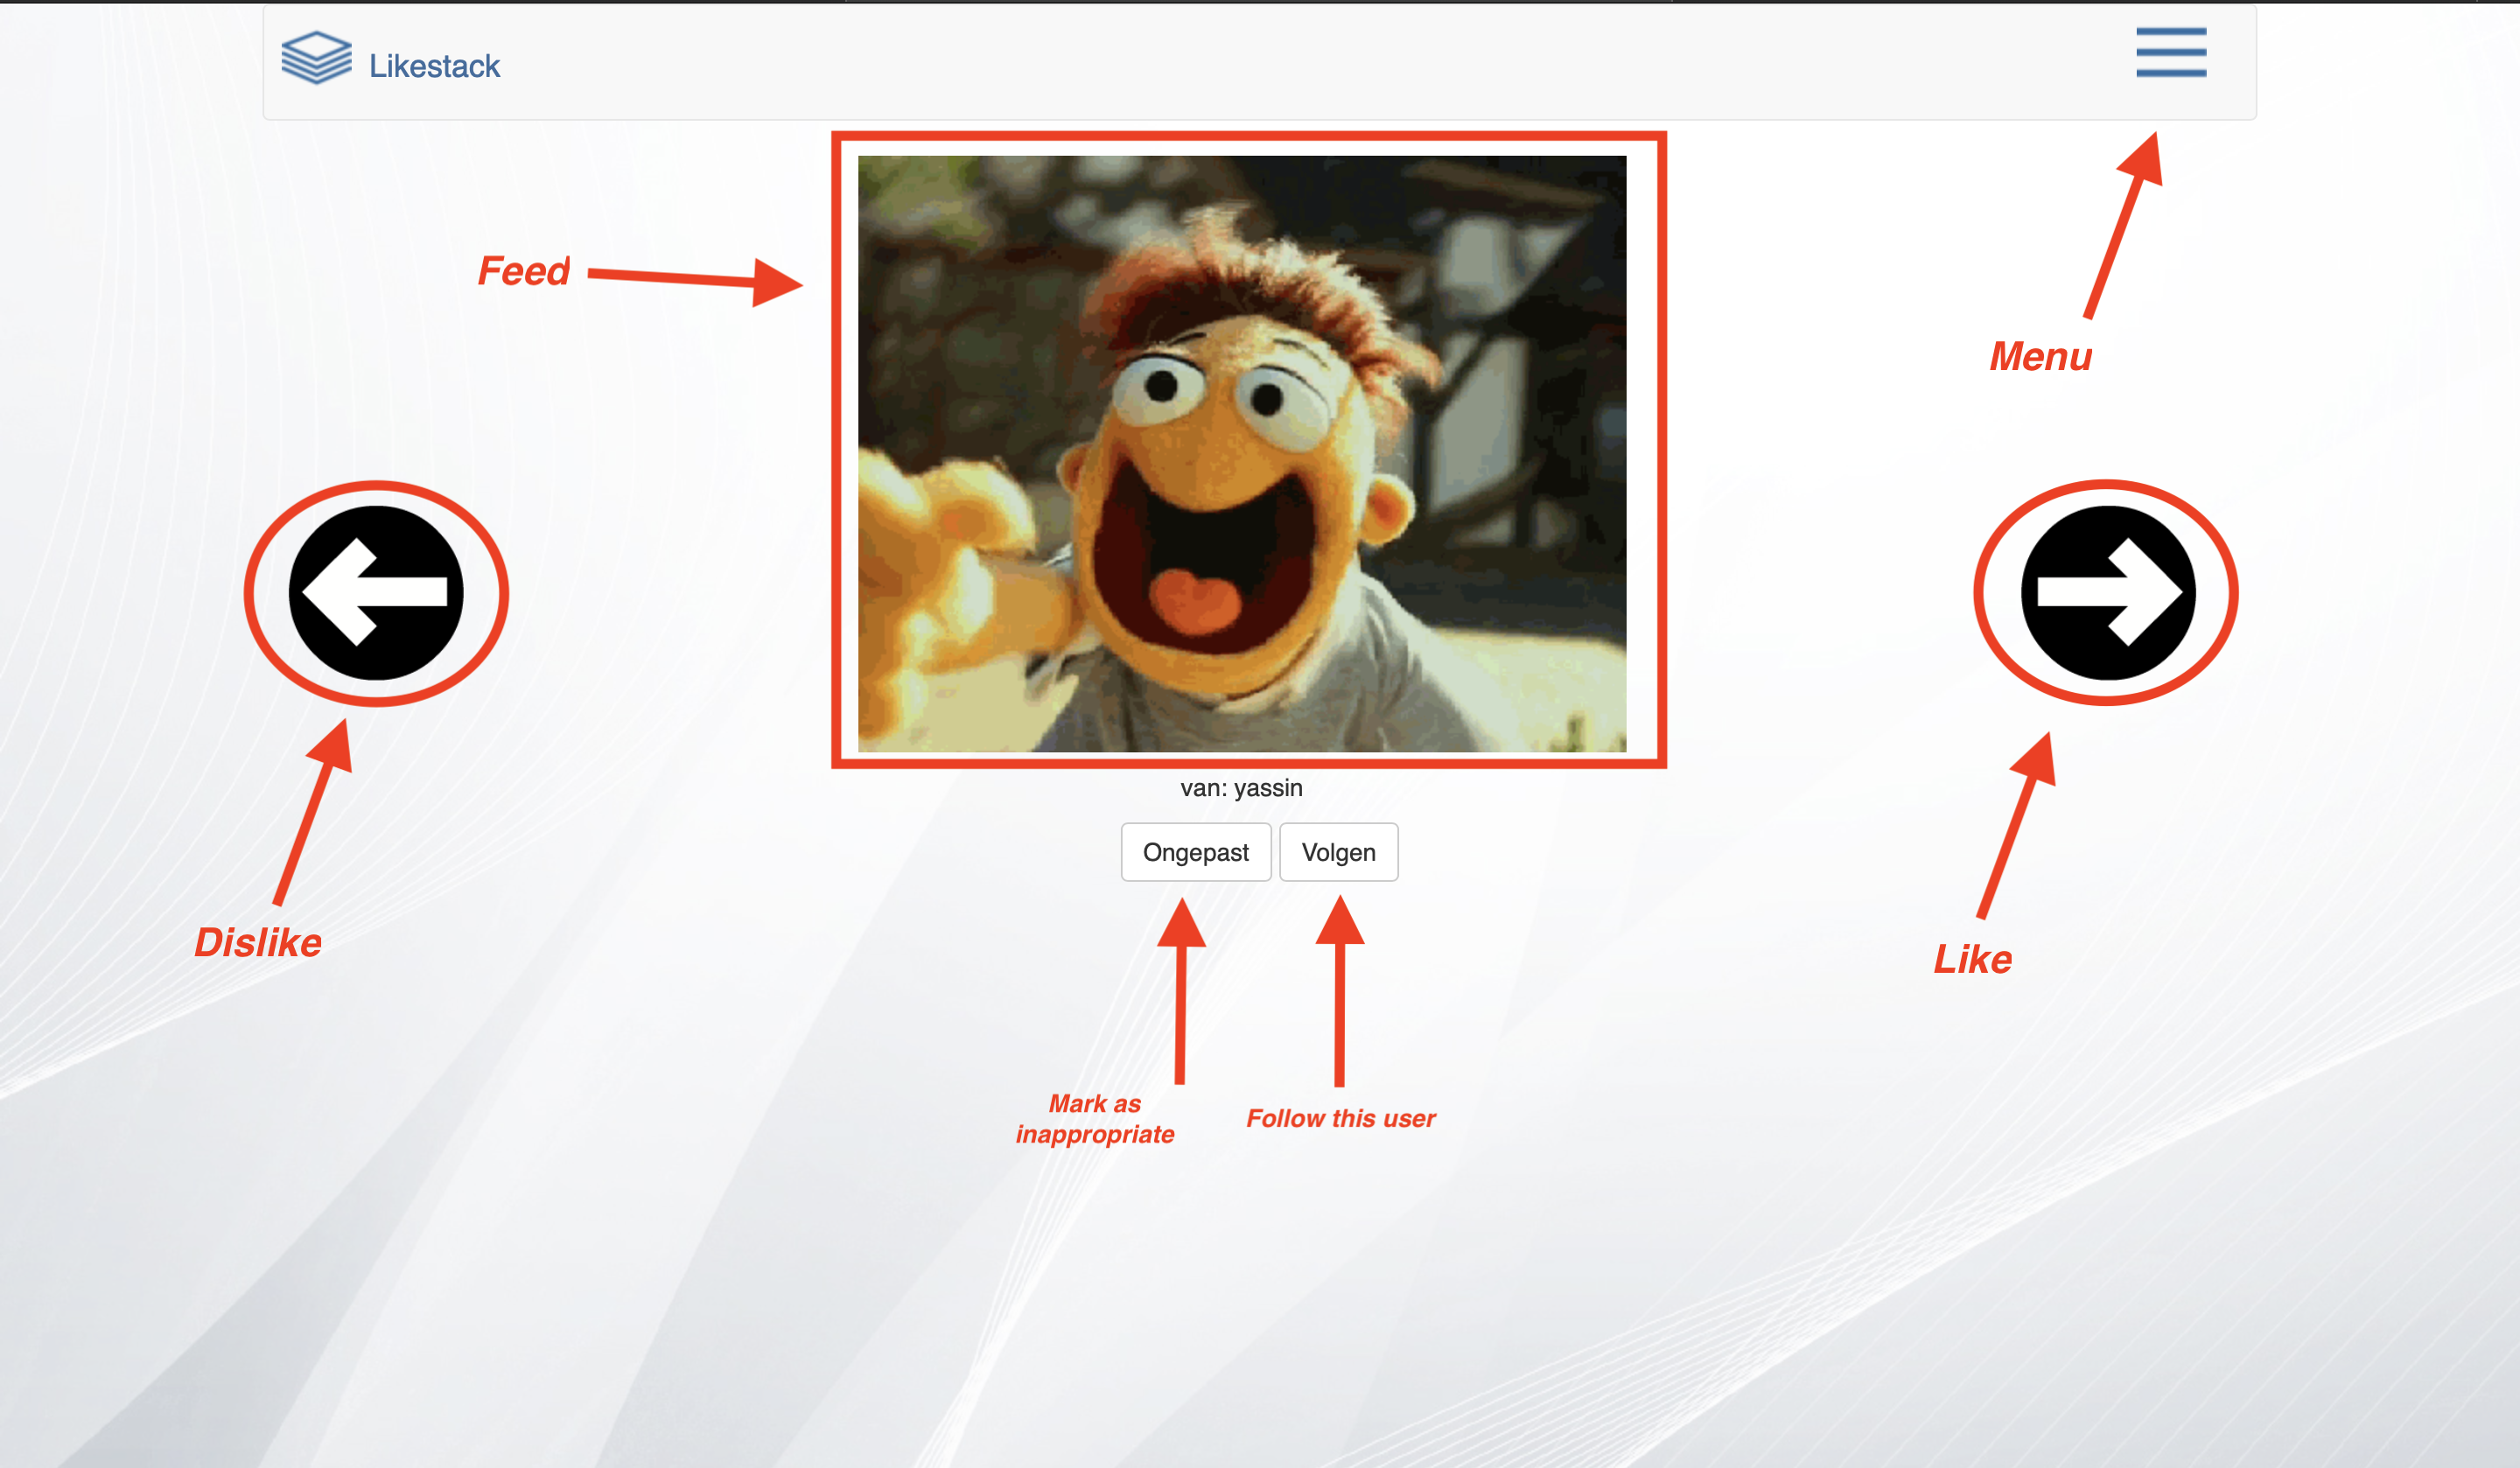 Likestack
Feed
Menu
van: yassin
Ongepast
Volgen
Dislike
Like
Mark as
inappropriate
Follow this user